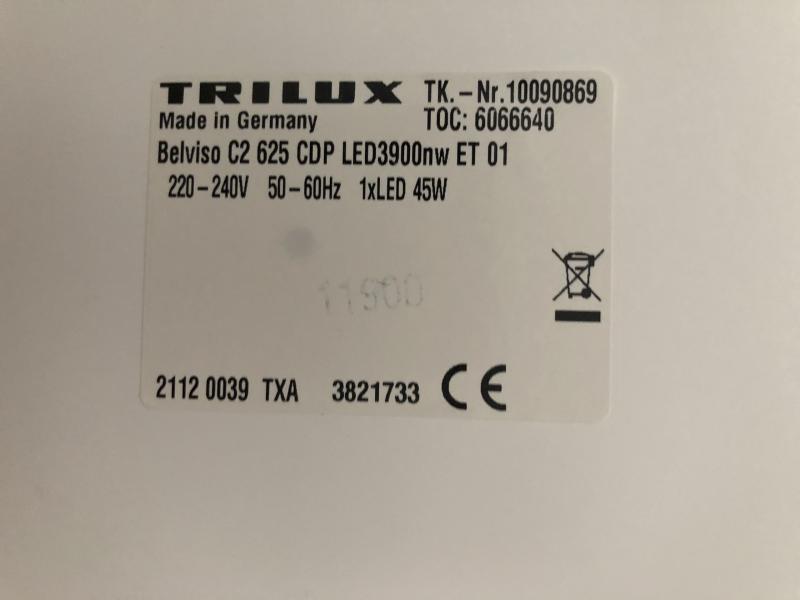 TRILUX TK.-Nr.10090869
Made in Germany TOC: 6066640
Belviso C2 625 CDP LED3900nw ET 01
220-240V 50-60Hz 1xLED 45W
2112 0039 TXA 3821733 CE